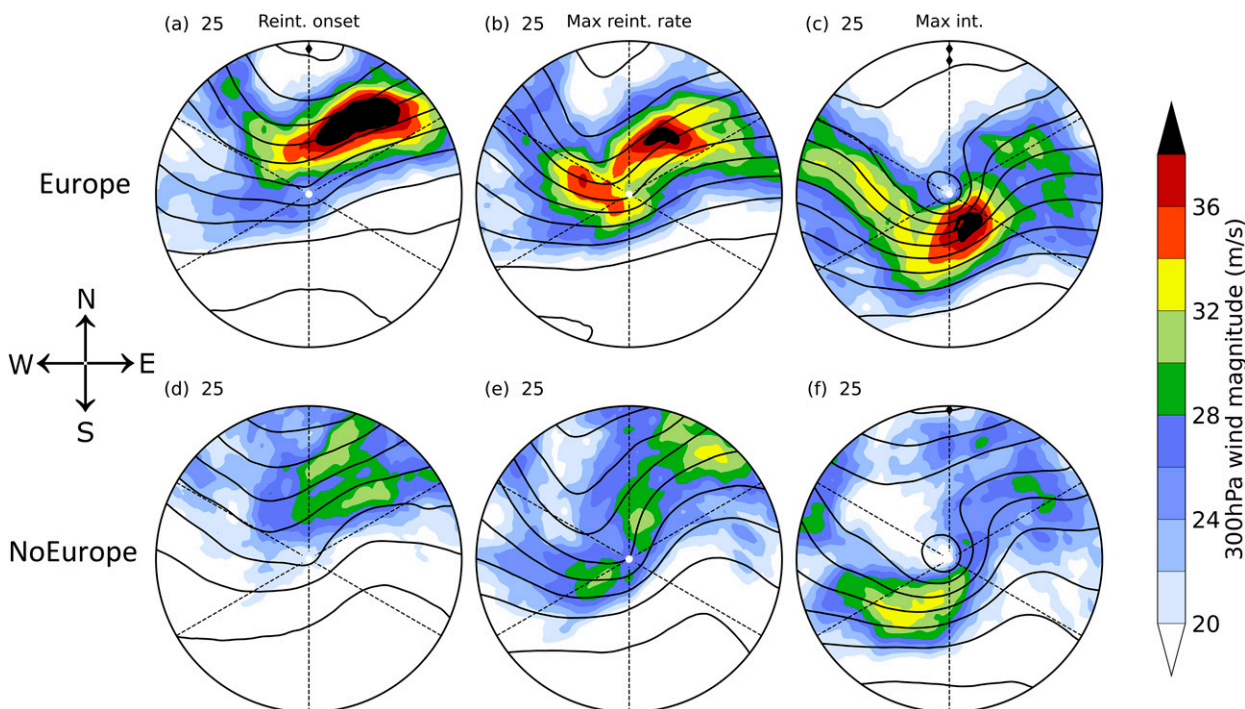 (a) 25 Reint. onset
(b) 25 Max reint. rate
(c) 25 Max int.
Europe
N
W E
S
(d) 25
(e) 25
(f) 25
NoEurope
36
32
28
24
20
300hPa wind magnitude (m/s)